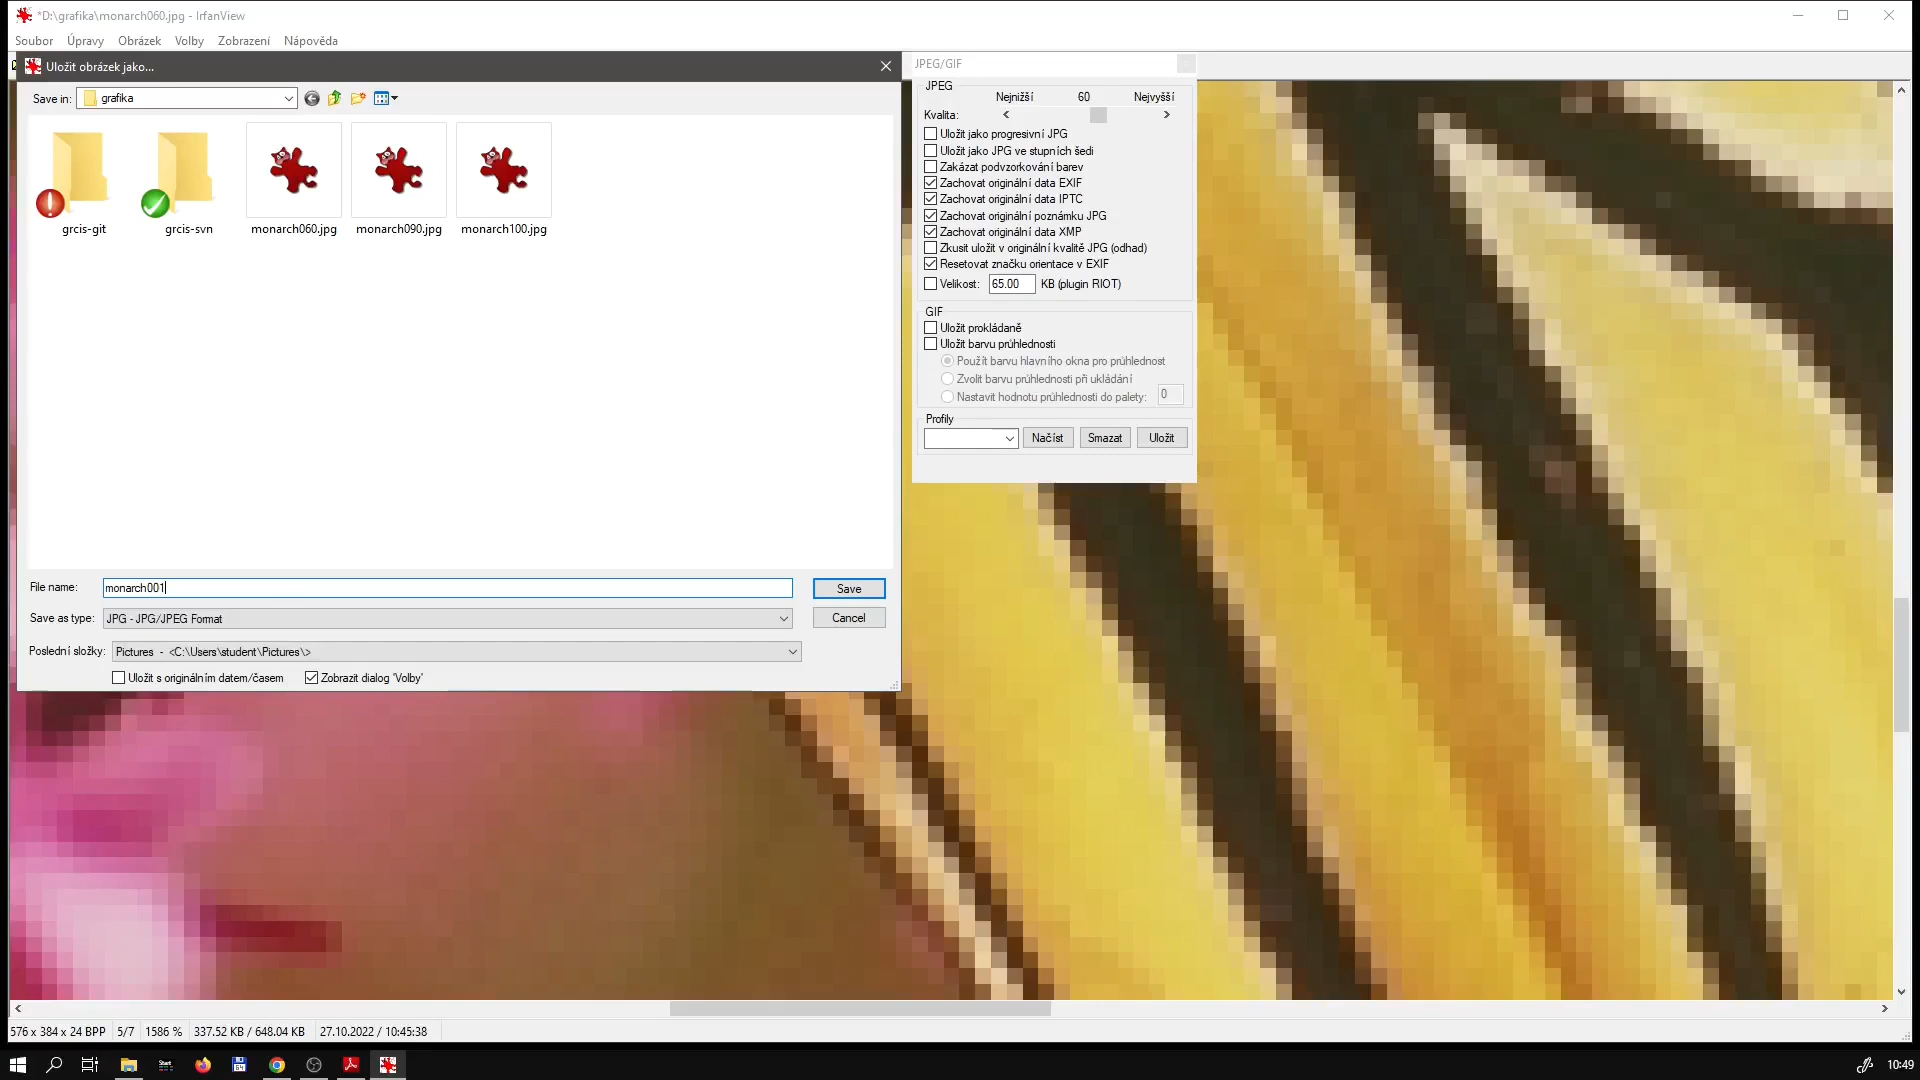 *D:\grafika\monarch060.jpg - IrfanView
Soubor Úpravy Obrázek Volby Zobrazení Nápověda
Uložit obrázek jako...
Save in: grafika
grcis-git grcis-svn monarch060.jpg monarch090.jpg monarch100.jpg
File name: monarch001
Save
Save as type: JPG - JPG/JPEG Format
Cancel
Poslední složky: Pictures - <C:\Users\student\Pictures\>
Uložit s originálním datem/časem Zobrazit dialog 'Volby'
JPEG/GIF
JPEG
Nejnižší 60 Nejvyšší
Kvalita:
Uložit jako progresivní JPG
Uložit jako JPG ve stupních šedi
Zakázat podvzorkování barev
Zachovat originální data EXIF
Zachovat originální data IPTC
Zachovat originální poznámku JPG
Zachovat originální data XMP
Zkusit uložit v originální kvalitě JPG (odhad)
Resetovat značku orientace v EXIF
Velikost: 65.00 KB (plugin RIOT)
GIF
Uložit prokládaně
Uložit barvu průhlednosti
Použít barvu hlavního okna pro průhlednost
Zvolit barvu průhlednosti při ukládání
Nastavit hodnotu průhlednosti do palety: 0
Profily
Načíst Smazat Uložit
576 x 384 x 24 BPP 5/7 1586 % 337.52 KB / 648.04 KB 27.10.2022 / 10:45:38
Start
64
10:49